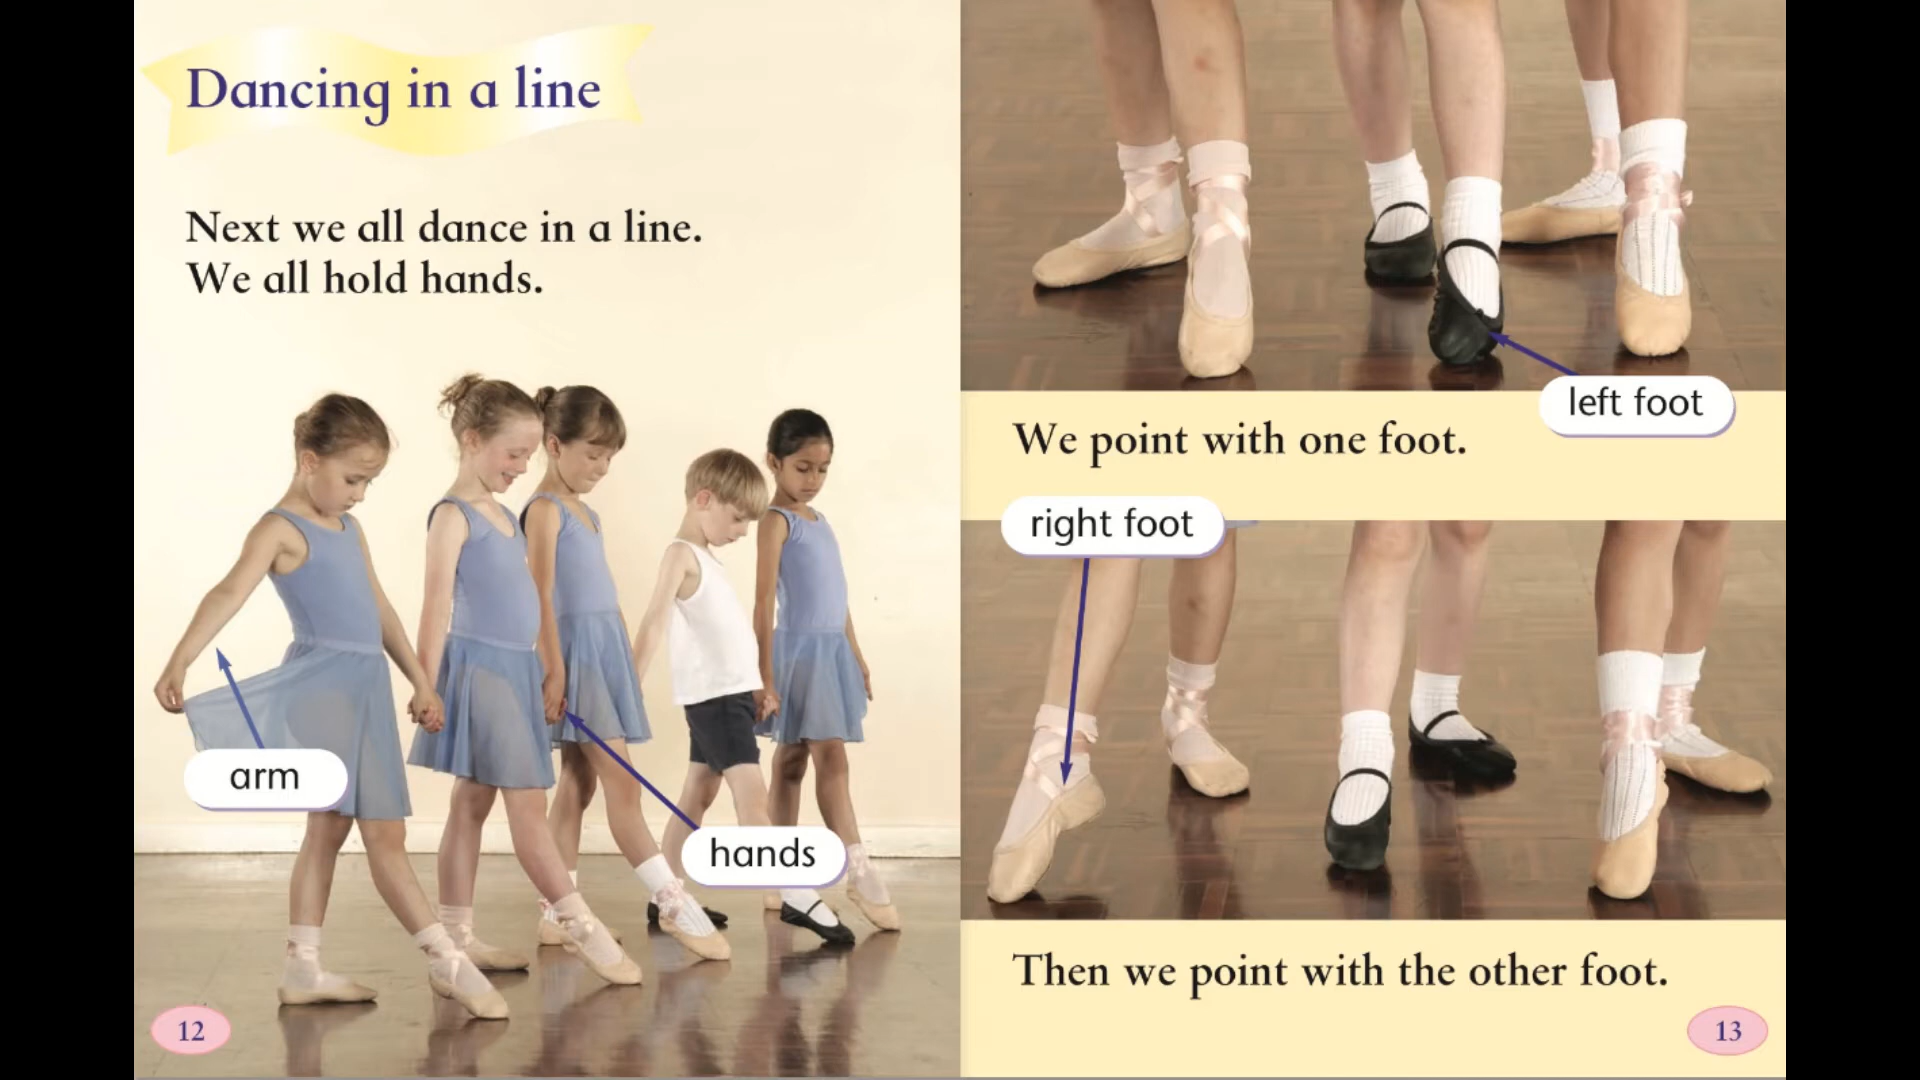 Dancing in a line
Next we all dance in a line.
We all hold hands.
arm
hands
12
left foot
We point with one foot.
right foot
Then we point with the other foot.
13